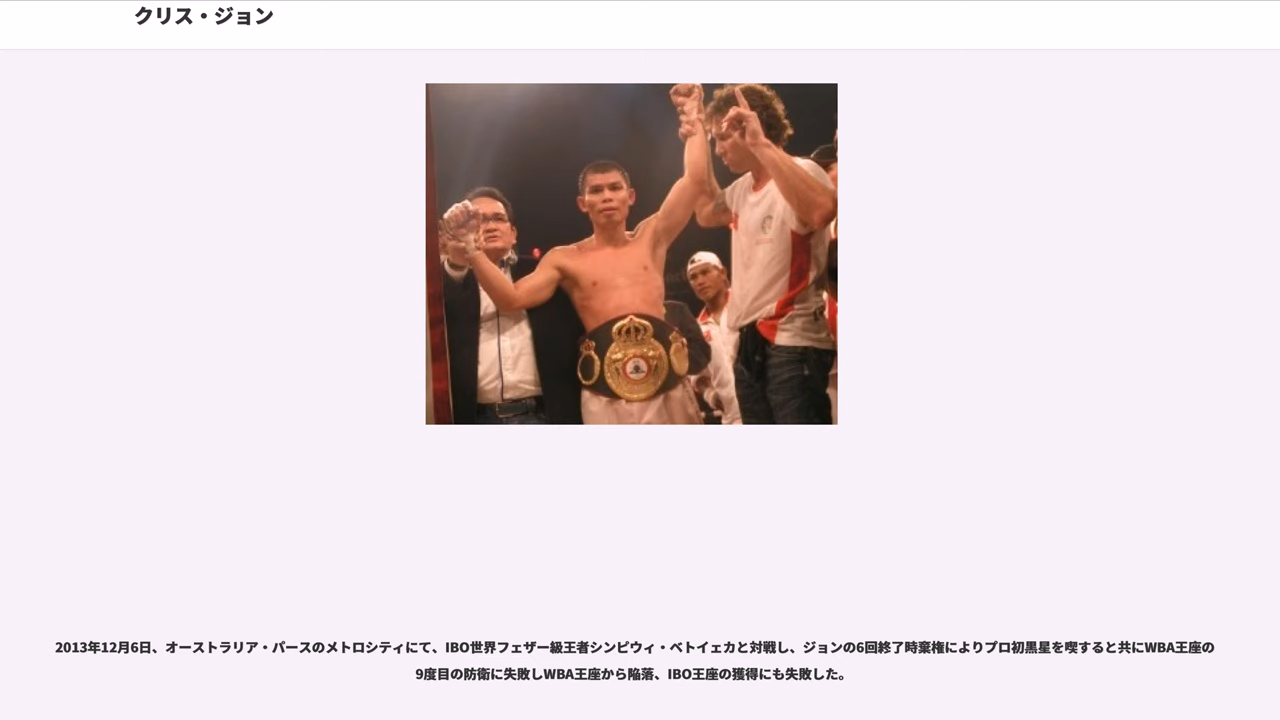 クリス・ジョン
2013年12月6日、オーストラリア・パースのメトロシティにて、IBO世界フェザー級王者シンピウィ・ベトイェカと対戦し、ジョンの6回終了時棄権によりプロ初黒星を喫すると共にWBA王座の
9度目の防衛に失敗しWBA王座から陥落、IBO王座の獲得にも失敗した。